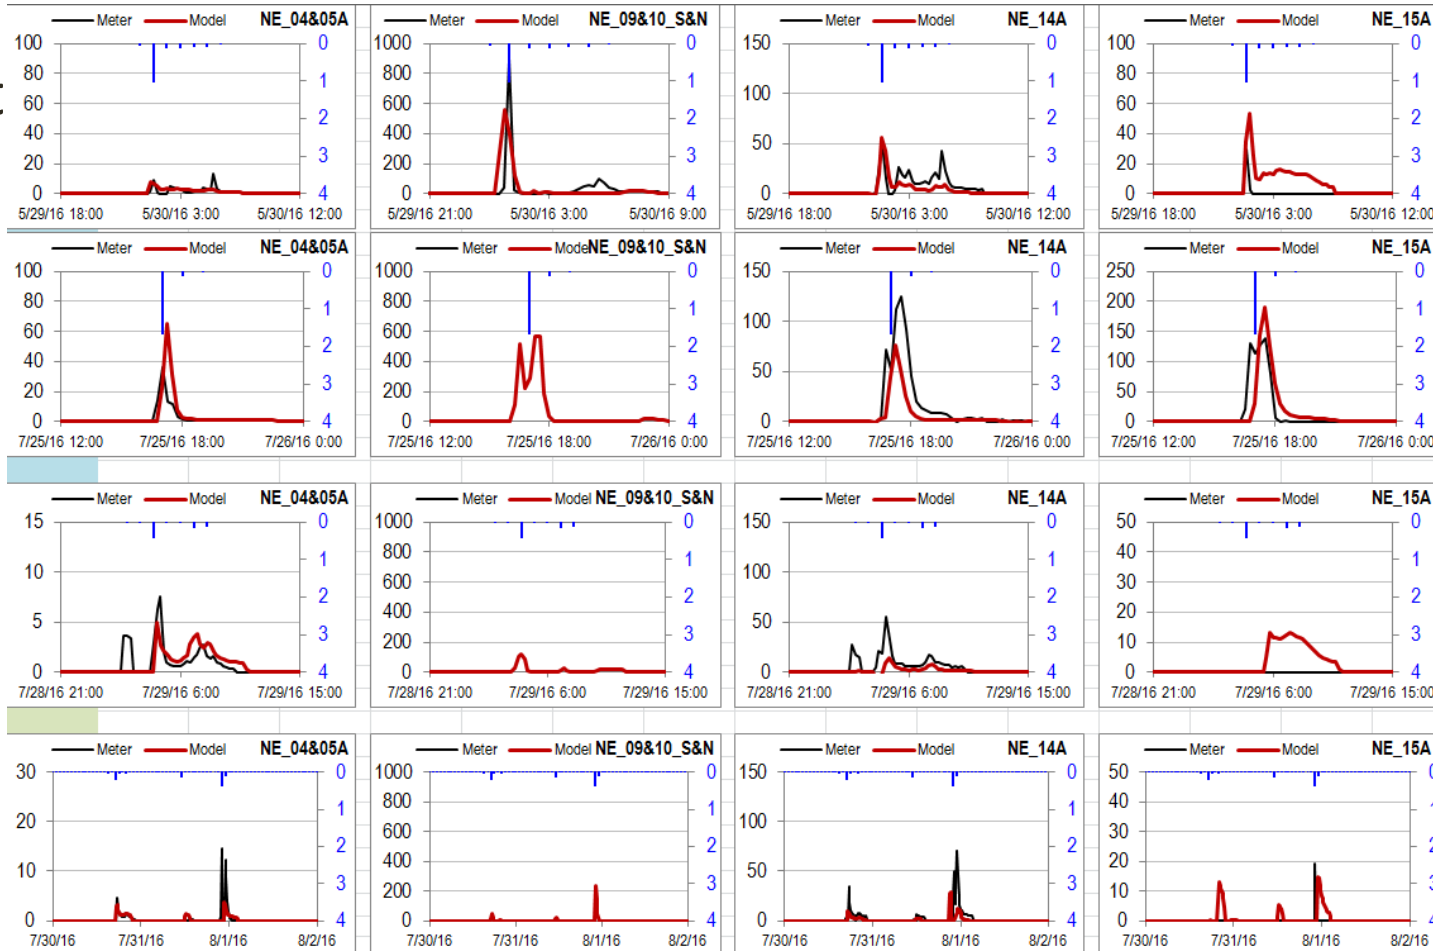 Meter Model NE_04&05A
100 80 60 40 20 0
0 1 2 3 4
5/29/16 18:00 5/30/16 3:00 5/30/16 12:00
Meter Model NE_09&10_S&N
1000 800 600 400 200 0
0 1 2 3 4
5/29/16 21:00 5/30/16 3:00 5/30/16 9:00
Meter Model NE_14A
150 100 50 0
0 1 2 3 4
5/29/16 18:00 5/30/16 3:00 5/30/16 12:00
Meter Model NE_15A
100 80 60 40 20 0
0 1 2 3 4
5/29/16 18:00 5/30/16 3:00 5/30/16 12:00
Meter Model NE_04&05A
100 80 60 40 20 0
0 1 2 3 4
7/25/16 12:00 7/25/16 18:00 7/26/16 0:00
Meter Mode NE_09&10_S&N
1000 800 600 400 200 0
0 1 2 3 4
7/25/16 12:00 7/25/16 18:00 7/26/16 0:00
Meter Model NE_14A
150 100 50 0
0 1 2 3 4
7/25/16 12:00 7/25/16 18:00 7/26/16 0:00
Meter Model NE_15A
250 200 150 100 50 0
0 1 2 3 4
7/25/16 12:00 7/25/16 18:00 7/26/16 0:00
Meter Model NE_04&05A
15 10 5 0
0 1 2 3 4
7/28/16 21:00 7/29/16 6:00 7/29/16 15:00
Meter Model NE_09&10_S&N
1000 800 600 400 200 0
0 1 2 3 4
7/28/16 21:00 7/29/16 6:00 7/29/16 15:00
Meter Model NE_14A
150 100 50 0
0 1 2 3 4
7/28/16 21:00 7/29/16 6:00 7/29/16 15:00
Meter Model NE_15A
50 40 30 20 10 0
0 1 2 3 4
7/28/16 21:00 7/29/16 6:00 7/29/16 15:00
Meter Model NE_04&05A
30 20 10 0
0 1 2 3 4
7/30/16 7/31/16 8/1/16 8/2/16
Meter Model NE_09&10_S&N
1000 800 600 400 200 0
0 1 2 3 4
7/30/16 7/31/16 8/1/16 8/2/16
Meter Model NE_14A
150 100 50 0
0 1 2 3 4
7/30/16 7/31/16 8/1/16 8/2/16
Meter Model NE_15A
50 40 30 20 10 0
0 1 2 3 4
7/30/16 7/31/16 8/1/16 8/2/16